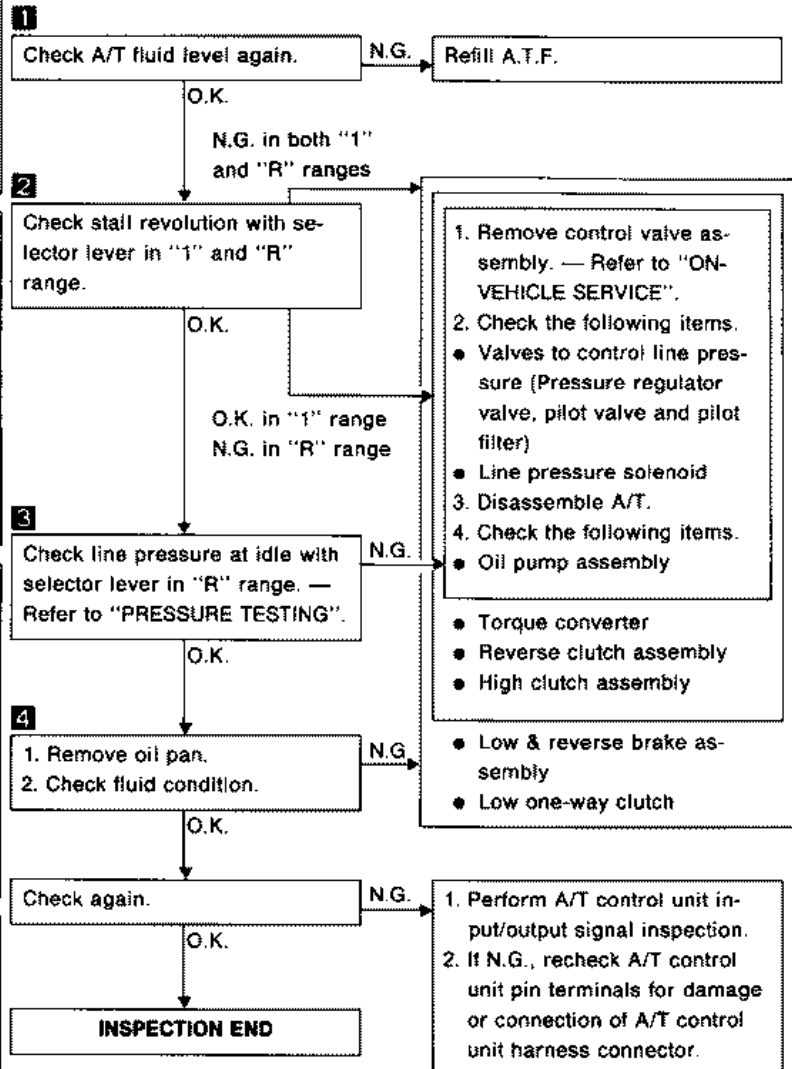 1
Check A/T fluid level again.
N.G.
Refill A.T.F.
O.K.
N.G. in both "1"
and "R" ranges
2
Check stall revolution with se-
lector lever in "1" and "R"
range.
O.K.
O.K. in "1" range
N.G. in "R" range
1. Remove control valve as-
sembly. — Refer to "ON-
VEHICLE SERVICE".
2. Check the following items.
● Valves to control line pres-
sure (Pressure regulator
valve, pilot valve and pilot
filter)
● Line pressure solenoid
3. Disassemble A/T.
4. Check the following items.
● Oil pump assembly
● Torque converter
● Reverse clutch assembly
● High clutch assembly
● Low & reverse brake as-
sembly
● Low one-way clutch
3
Check line pressure at idle with
selector lever in "R" range. —
Refer to "PRESSURE TESTING".
N.G.
O.K.
4
1. Remove oil pan.
2. Check fluid condition.
N.G.
O.K.
Check again.
N.G.
1. Perform A/T control unit in-
put/output signal inspection.
2. If N.G., recheck A/T control
unit pin terminals for damage
or connection of A/T control
unit harness connector.
O.K.
INSPECTION END